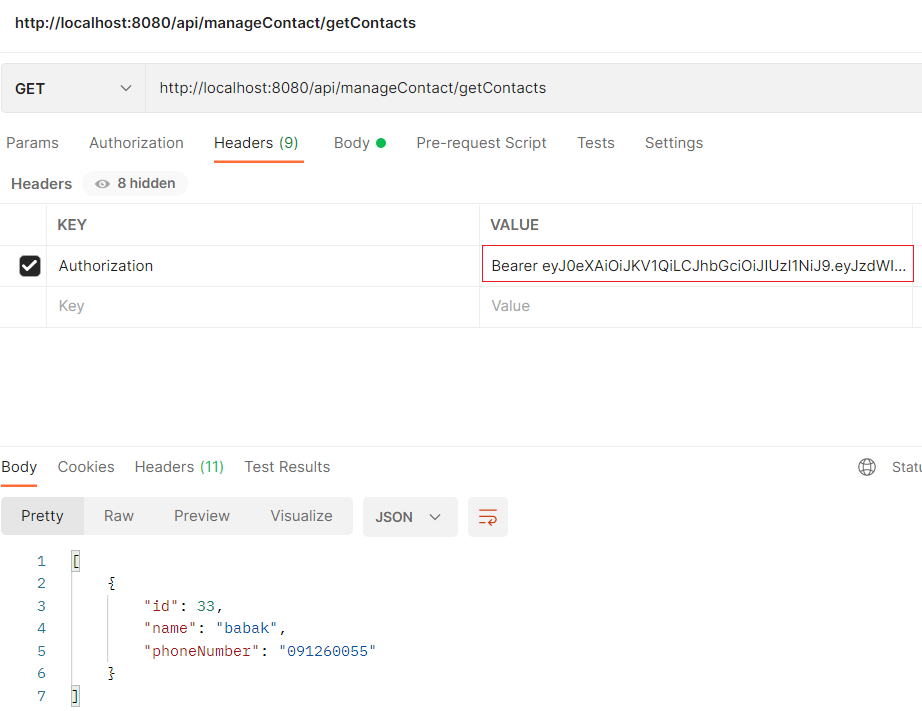 http://localhost:8080/api/manageContact/getContacts
GET http://localhost:8080/api/manageContact/getContacts
Params Authorization Headers (9) Body Pre-request Script Tests Settings
Headers 8 hidden
KEY VALUE
Authorization Bearer eyJ0eXAiOiJKV1QiLCJhbGciOiJIUzI1NiJ9.eyJzdWI...
Key Value
Body Cookies Headers (11) Test Results Statu
Pretty Raw Preview Visualize JSON
1 [
2 {
3 "id": 33,
4 "name": "babak",
5 "phoneNumber": "091260055"
6 }
7 ]